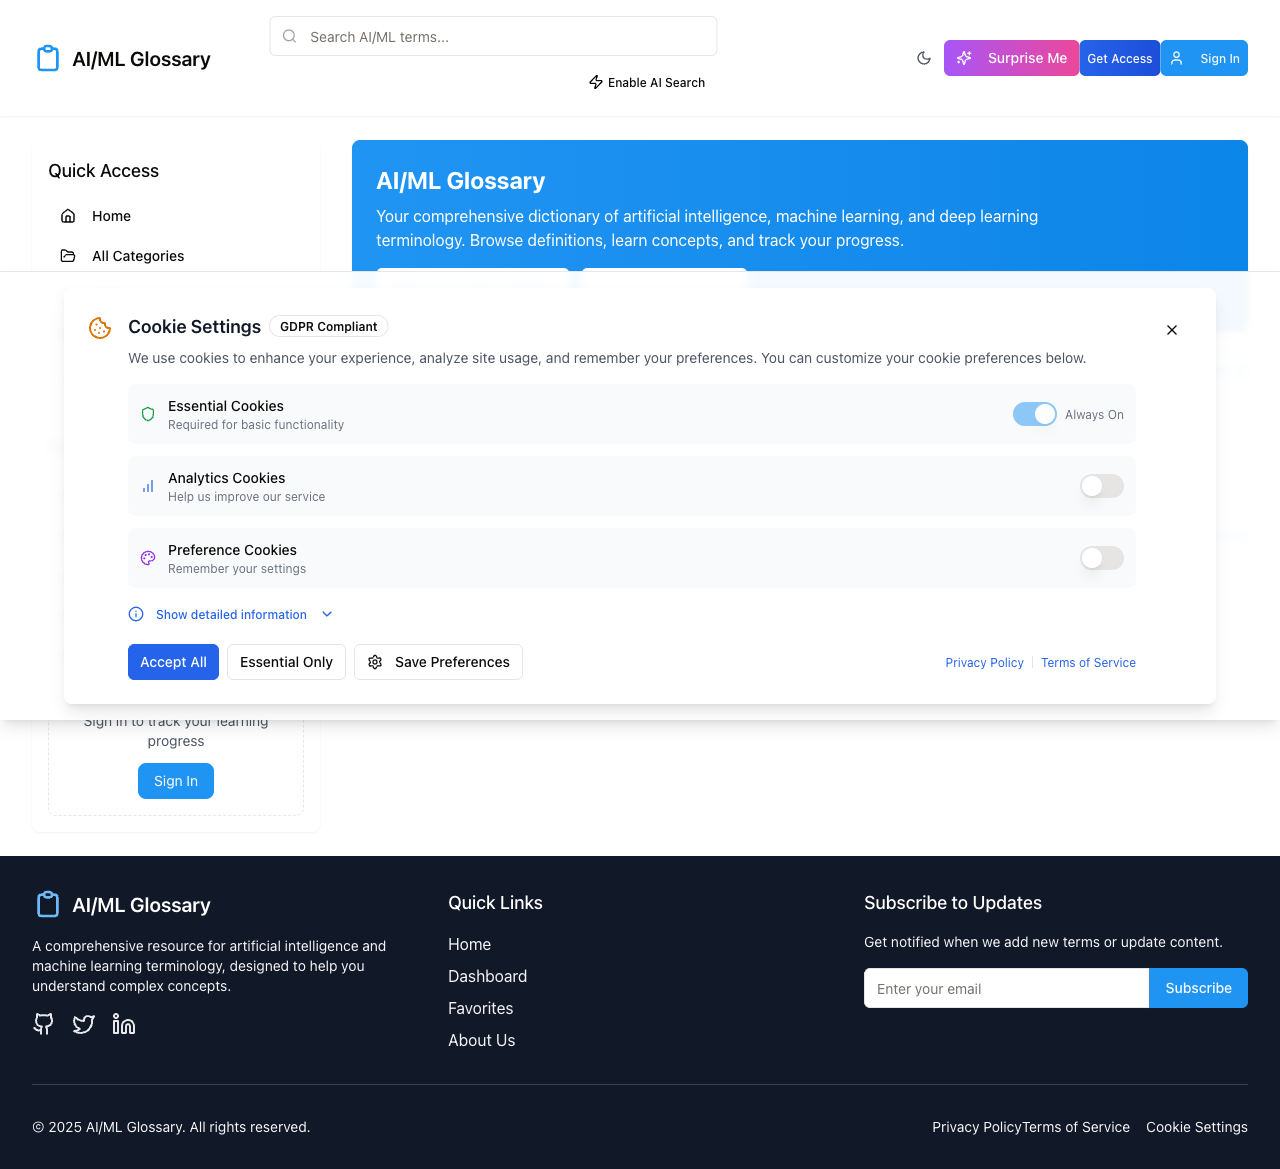 AI/ML Glossary
Search AI/ML terms...
Enable AI Search
Surprise Me
Get Access
Sign In
Quick Access
Home
All Categories
AI/ML Glossary
Your comprehensive dictionary of artificial intelligence, machine learning, and deep learning
terminology. Browse definitions, learn concepts, and track your progress.
Cookie Settings
GDPR Compliant
We use cookies to enhance your experience, analyze site usage, and remember your preferences. You can customize your cookie preferences below.
Essential Cookies
Required for basic functionality
Always On
Analytics Cookies
Help us improve our service
Preference Cookies
Remember your settings
Show detailed information
Accept All
Essential Only
Save Preferences
Privacy Policy
Terms of Service
Sign in to track your learning
progress
Sign In
AI/ML Glossary
A comprehensive resource for artificial intelligence and
machine learning terminology, designed to help you
understand complex concepts.
Quick Links
Home
Dashboard
Favorites
About Us
Subscribe to Updates
Get notified when we add new terms or update content.
Enter your email
Subscribe
© 2025 AI/ML Glossary. All rights reserved.
Privacy Policy
Terms of Service
Cookie Settings